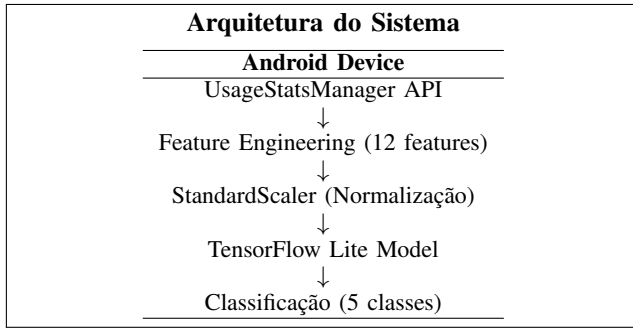 Arquitetura do Sistema
Android Device
UsageStatsManager API
↓
Feature Engineering (12 features)
↓
StandardScaler (Normalização)
↓
TensorFlow Lite Model
↓
Classificação (5 classes)